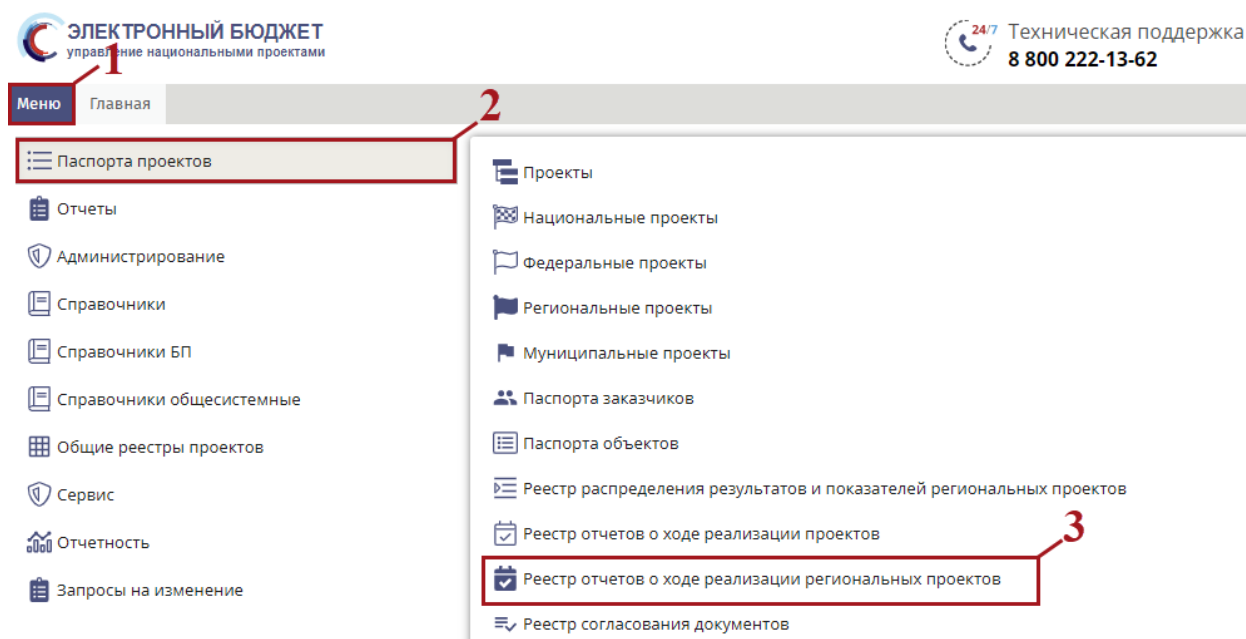 ЭЛЕКТРОННЫЙ БЮДЖЕТ
управление национальными проектами
24/7
Техническая поддержка
8 800 222-13-62
1
Меню
Главная
2
Паспорта проектов
Отчеты
Администрирование
Справочники
Справочники БП
Справочники общесистемные
Общие реестры проектов
Сервис
Отчетность
Запросы на изменение
Проекты
Национальные проекты
Федеральные проекты
Региональные проекты
Муниципальные проекты
Паспорта заказчиков
Паспорта объектов
Реестр распределения результатов и показателей региональных проектов
Реестр отчетов о ходе реализации проектов
3
Реестр отчетов о ходе реализации региональных проектов
Реестр согласования документов